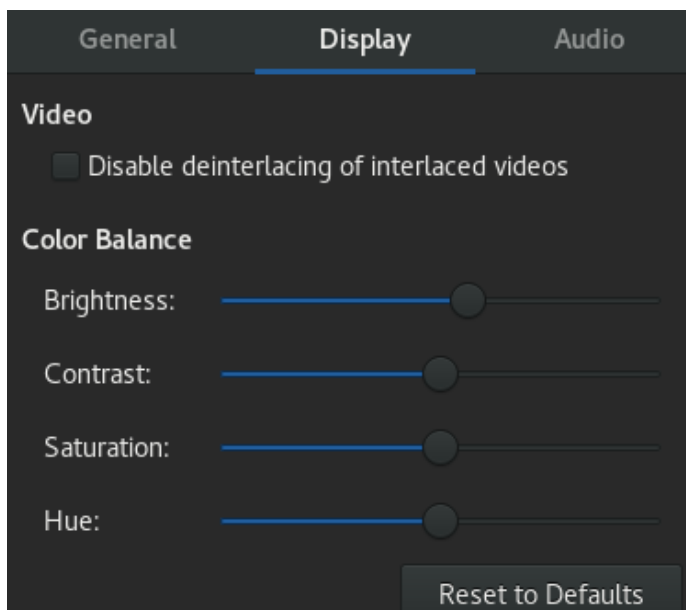 General Display Audio
Video
Disable deinterlacing of interlaced videos
Color Balance
Brightness:
Contrast:
Saturation:
Hue:
Reset to Defaults